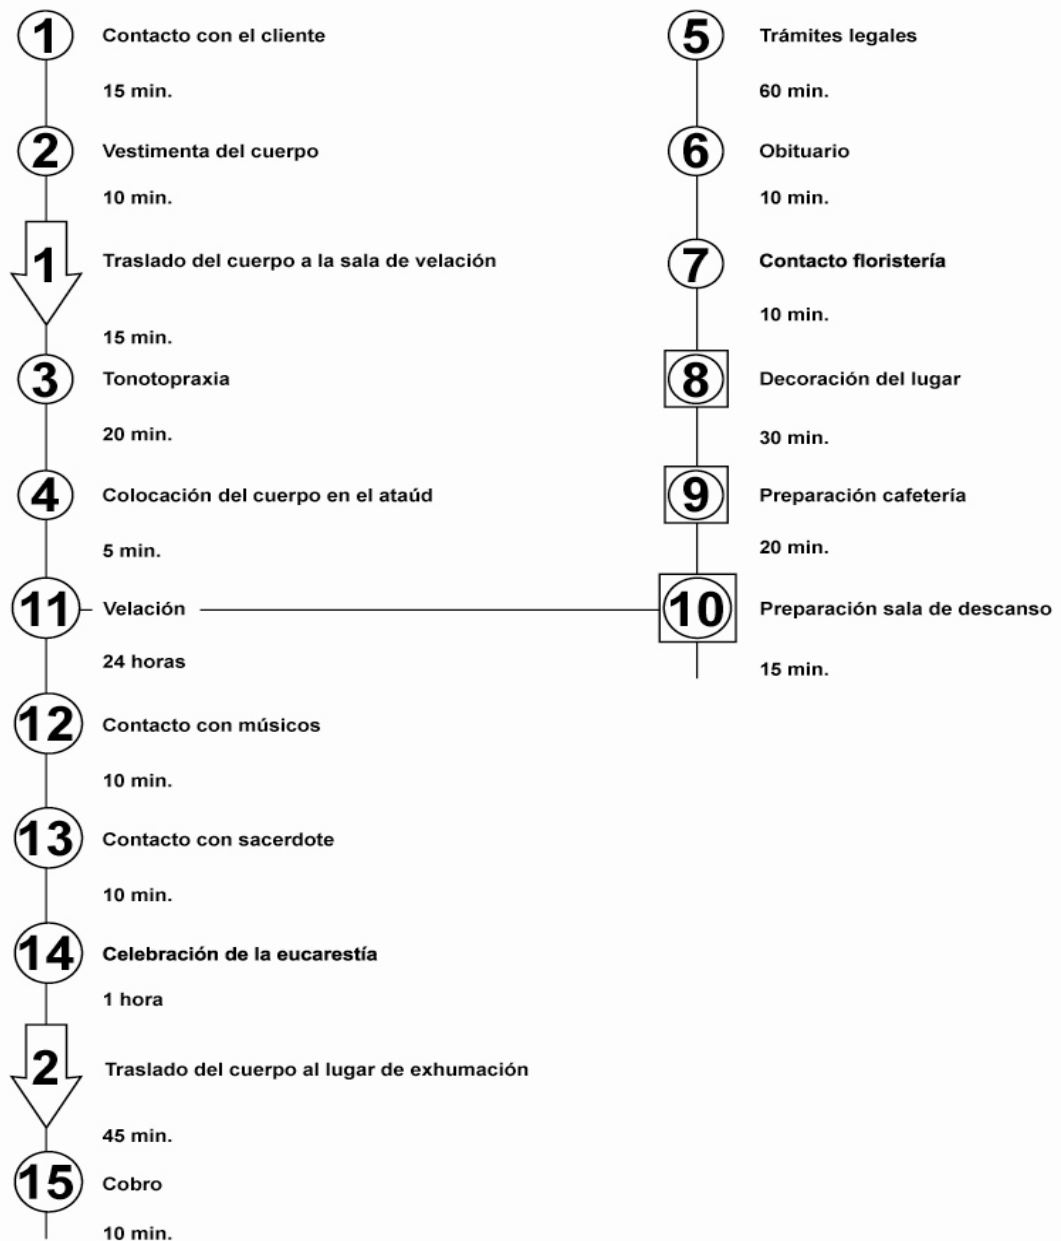 1 Contacto con el cliente
15 min.
2 Vestimenta del cuerpo
10 min.
1 Traslado del cuerpo a la sala de velación
15 min.
3 Tonotopraxia
20 min.
4 Colocación del cuerpo en el ataúd
5 min.
11 Velación
24 horas
12 Contacto con músicos
10 min.
13 Contacto con sacerdote
10 min.
14 Celebración de la eucarestía
1 hora
2 Traslado del cuerpo al lugar de exhumación
45 min.
15 Cobro
10 min.
5 Trámites legales
60 min.
6 Obituario
10 min.
7 Contacto floristería
10 min.
8 Decoración del lugar
30 min.
9 Preparación cafetería
20 min.
10 Preparación sala de descanso
15 min.